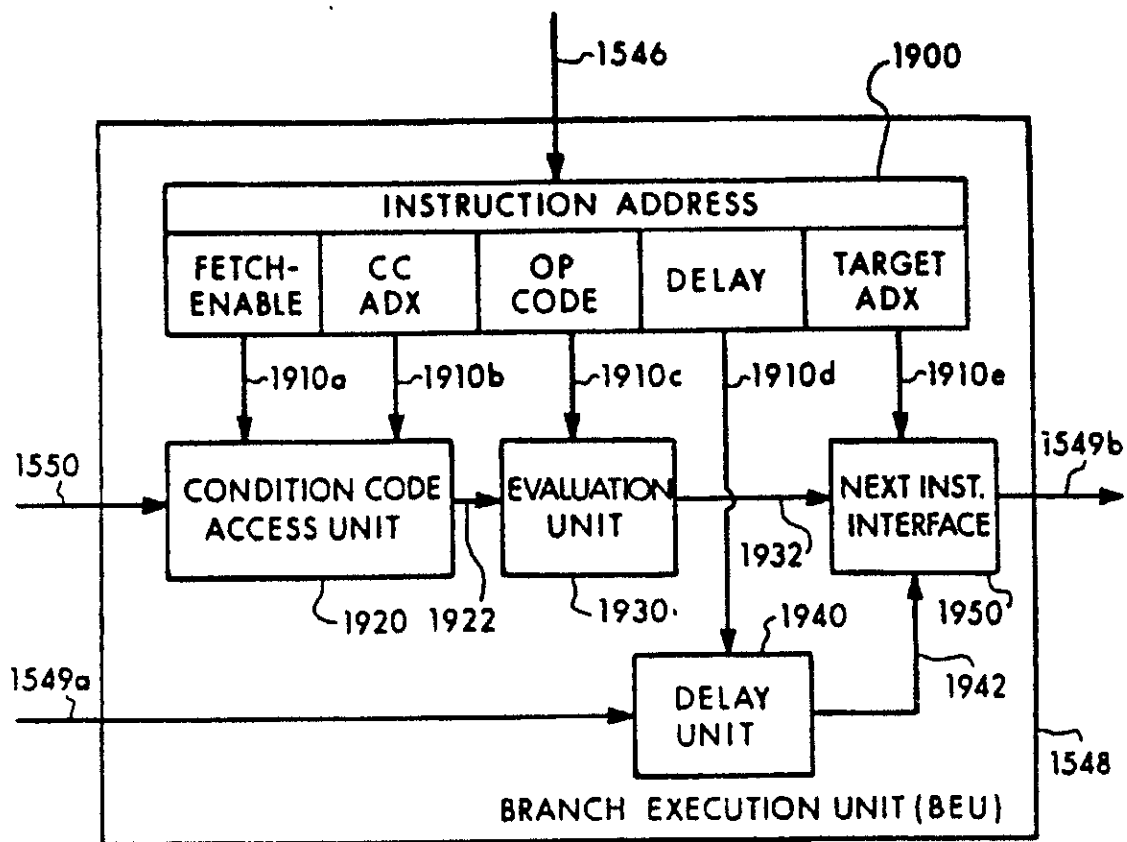 1546
1900
INSTRUCTION ADDRESS
FETCH-
ENABLE
CC
ADX
OP
CODE
DELAY
TARGET
ADX
1910a
1910b
1910c
1910d
1910e
1550
1549b
CONDITION CODE
ACCESS UNIT
EVALUATION
UNIT
NEXT INST.
INTERFACE
1920
1922
1930
1932
1940
1950
1549a
DELAY
UNIT
1942
1548
BRANCH EXECUTION UNIT (BEU)